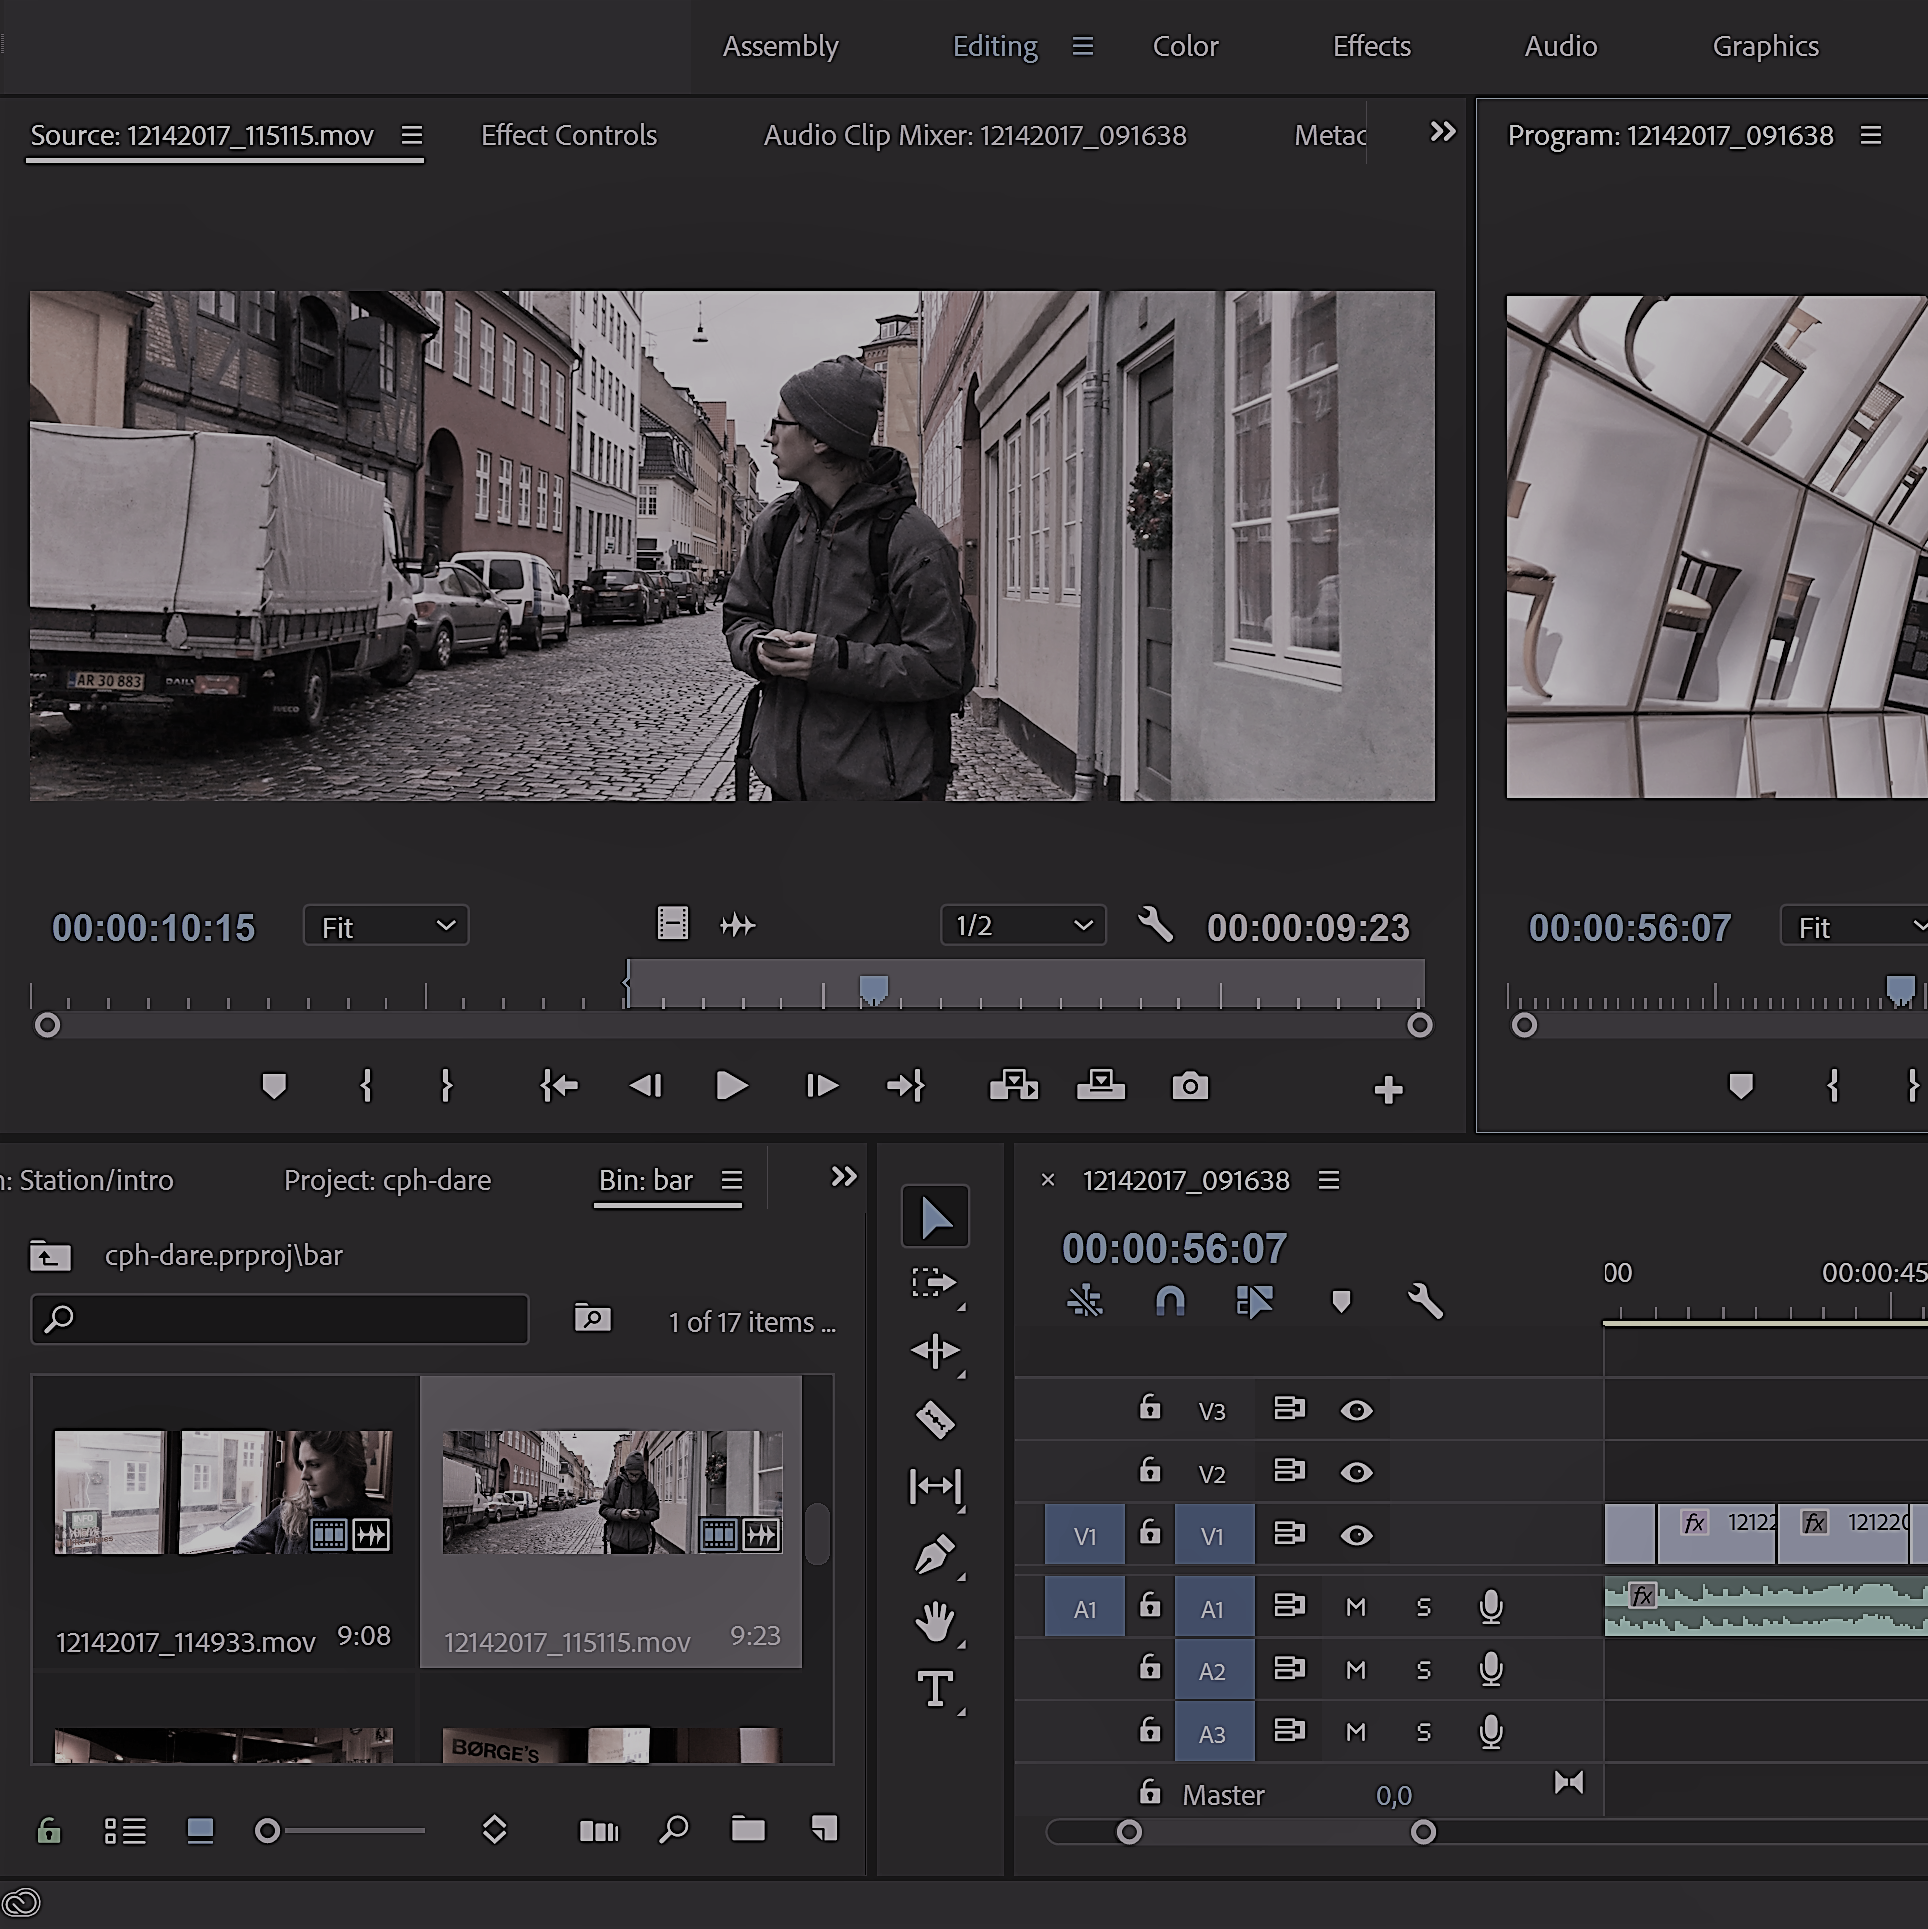 Assembly Editing Color Effects Audio Graphics
Source: 12142017_115115.mov Effect Controls Audio Clip Mixer: 12142017_091638 Metac
Program: 12142017_091638
AR 30 883 DAILY
IVECO
00:00:10:15 Fit 1/2 00:00:09:23
00:00:56:07 Fit
: Station/intro Project: cph-dare Bin: bar
cph-dare.prproj\bar
1 of 17 items ...
INFO
12142017_114933.mov 9:08
12142017_115115.mov 9:23
BØRGE'S
T
× 12142017_091638
00:00:56:07
00 00:00:45
V3
V2
V1 V1 fx 12122 fx 121220
A1 A1 M S fx
A2 M S
A3 M S
Master 0,0